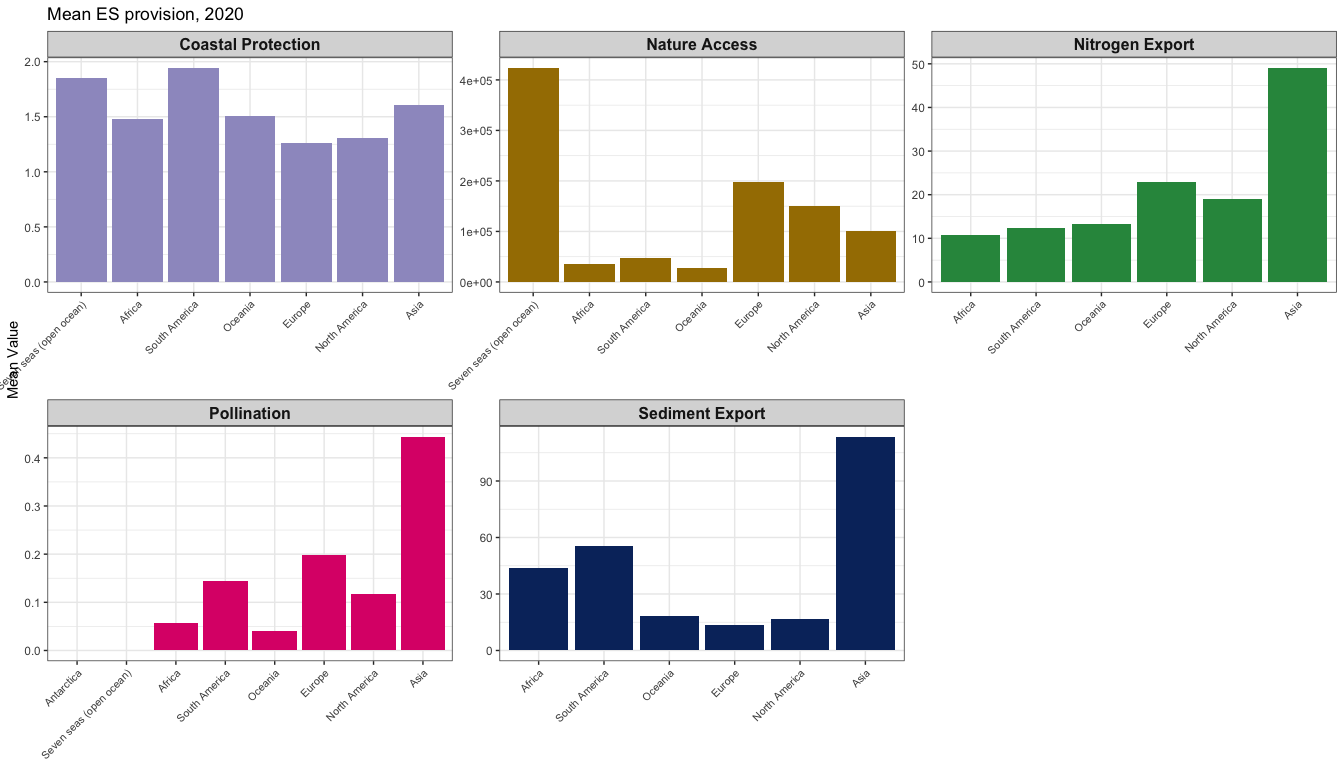 Mean ES provision, 2020
Mean Value
Coastal Protection
2.0
1.5
1.0
0.5
0.0
Seven seas (open ocean)
Africa
South America
Oceania
Europe
North America
Asia
Nature Access
4e+05
3e+05
2e+05
1e+05
0e+00
Seven seas (open ocean)
Africa
South America
Oceania
Europe
North America
Asia
Nitrogen Export
50
40
30
20
10
0
Africa
South America
Oceania
Europe
North America
Asia
Pollination
0.4
0.3
0.2
0.1
0.0
Antarctica
Seven seas (open ocean)
Africa
South America
Oceania
Europe
North America
Asia
Sediment Export
90
60
30
0
Africa
South America
Oceania
Europe
North America
Asia